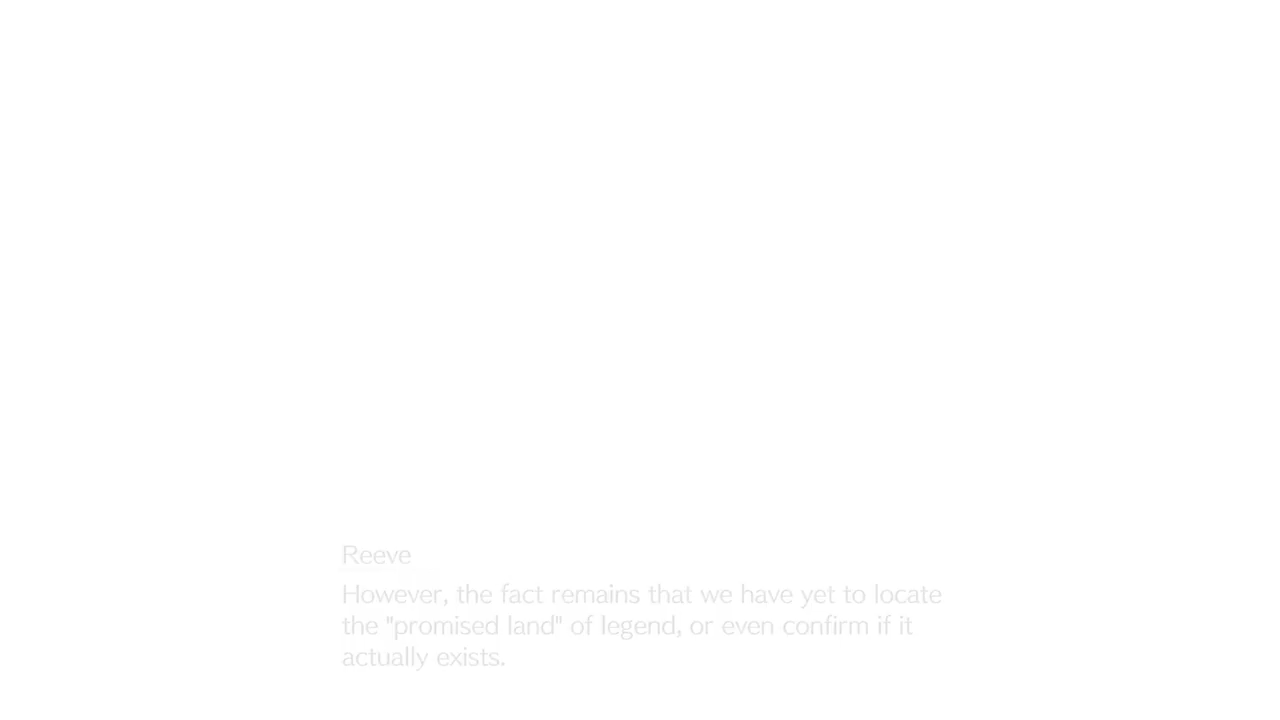 Reeve
However, the fact remains that we have yet to locate
the "promised land" of legend, or even confirm if it
actually exists.